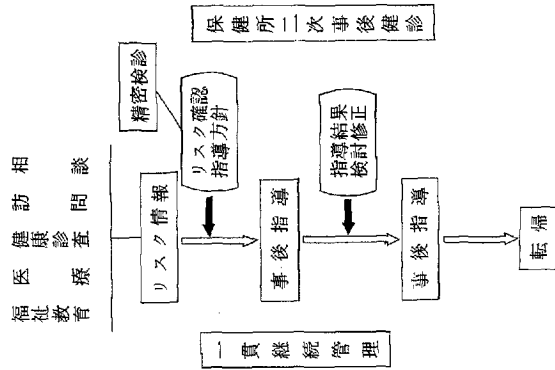 福祉教育
医療
健康診査
訪問
相談
リスク情報
精密検診
リスク確認
指導方針
事後指導
指導結果
検討修正
事後指導
転帰
一貫継続管理
保健所二次事後健診